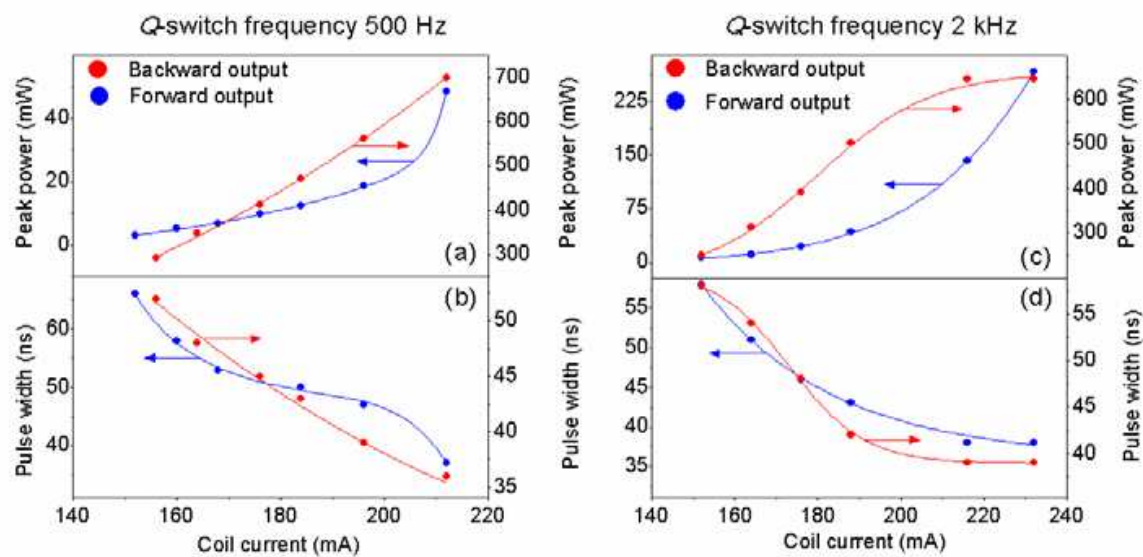 Q-switch frequency 500 Hz
Q-switch frequency 2 kHz
Backward output
Forward output
Peak power (mW)
40
20
0
700
600
500
400
300
Peak power (mW)
(a)
Pulse width (ns)
60
50
40
50
45
40
35
Pulse width (ns)
(b)
140 160 180 200 220
Coil current (mA)
Backward output
Forward output
Peak power (mW)
225
150
75
0
600
500
400
300
Peak power (mW)
(c)
Pulse width (ns)
55
50
45
40
35
55
50
45
40
Pulse width (ns)
(d)
140 160 180 200 220 240
Coil current (mA)